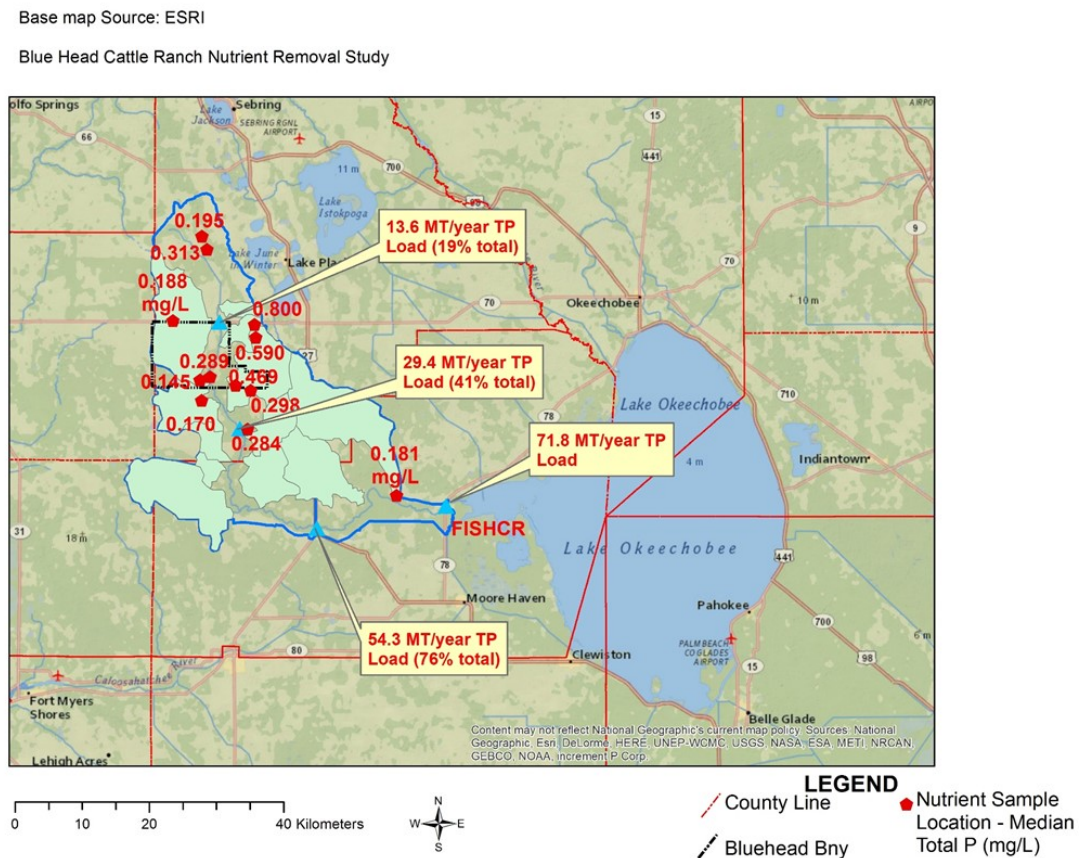 Base map Source: ESRI
Blue Head Cattle Ranch Nutrient Removal Study
olfo Springs
Lake
Jackson
Sebring
SEBRING RGNL
AIRPORT
66
15
441
700
98
11 m
Lake
Istokpoga
9
0.195
0.313
Lake June
in Winter
Lake Plac
13.6 MT/year TP
Load (19% total)
River
70
0.188
mg/L
70
Okeechobee
10 m
0.800
0.590
27
0.289
0.145
0.469
0.298
0.170
0.284
29.4 MT/year TP
Load (41% total)
78
710
Lake Okeechobee
0.181
mg/L
71.8 MT/year TP
Load
4 m
Indiantown
FISHCR
31
18 m
Lake Okeechobee
441
78
Moore Haven
Pahokee
54.3 MT/year TP
Load (76% total)
80
Clewiston
PALM BEACH
CO GLADES
AIRPORT
700
6 m
98
15
Caloosahatchee River
Fort Myers
Shores
Belle Glade
Lehigh Acres
Content may not reflect National Geographic's current map policy. Sources: National
Geographic, Esri, DeLorme, HERE, UNEP-WCMC, USGS, NASA, ESA, METI, NRCAN,
GEBCO, NOAA, increment P Corp.
0 10 20 40 Kilometers
N
W E
S
LEGEND
County Line
Bluehead Bny
Nutrient Sample
Location - Median
Total P (mg/L)